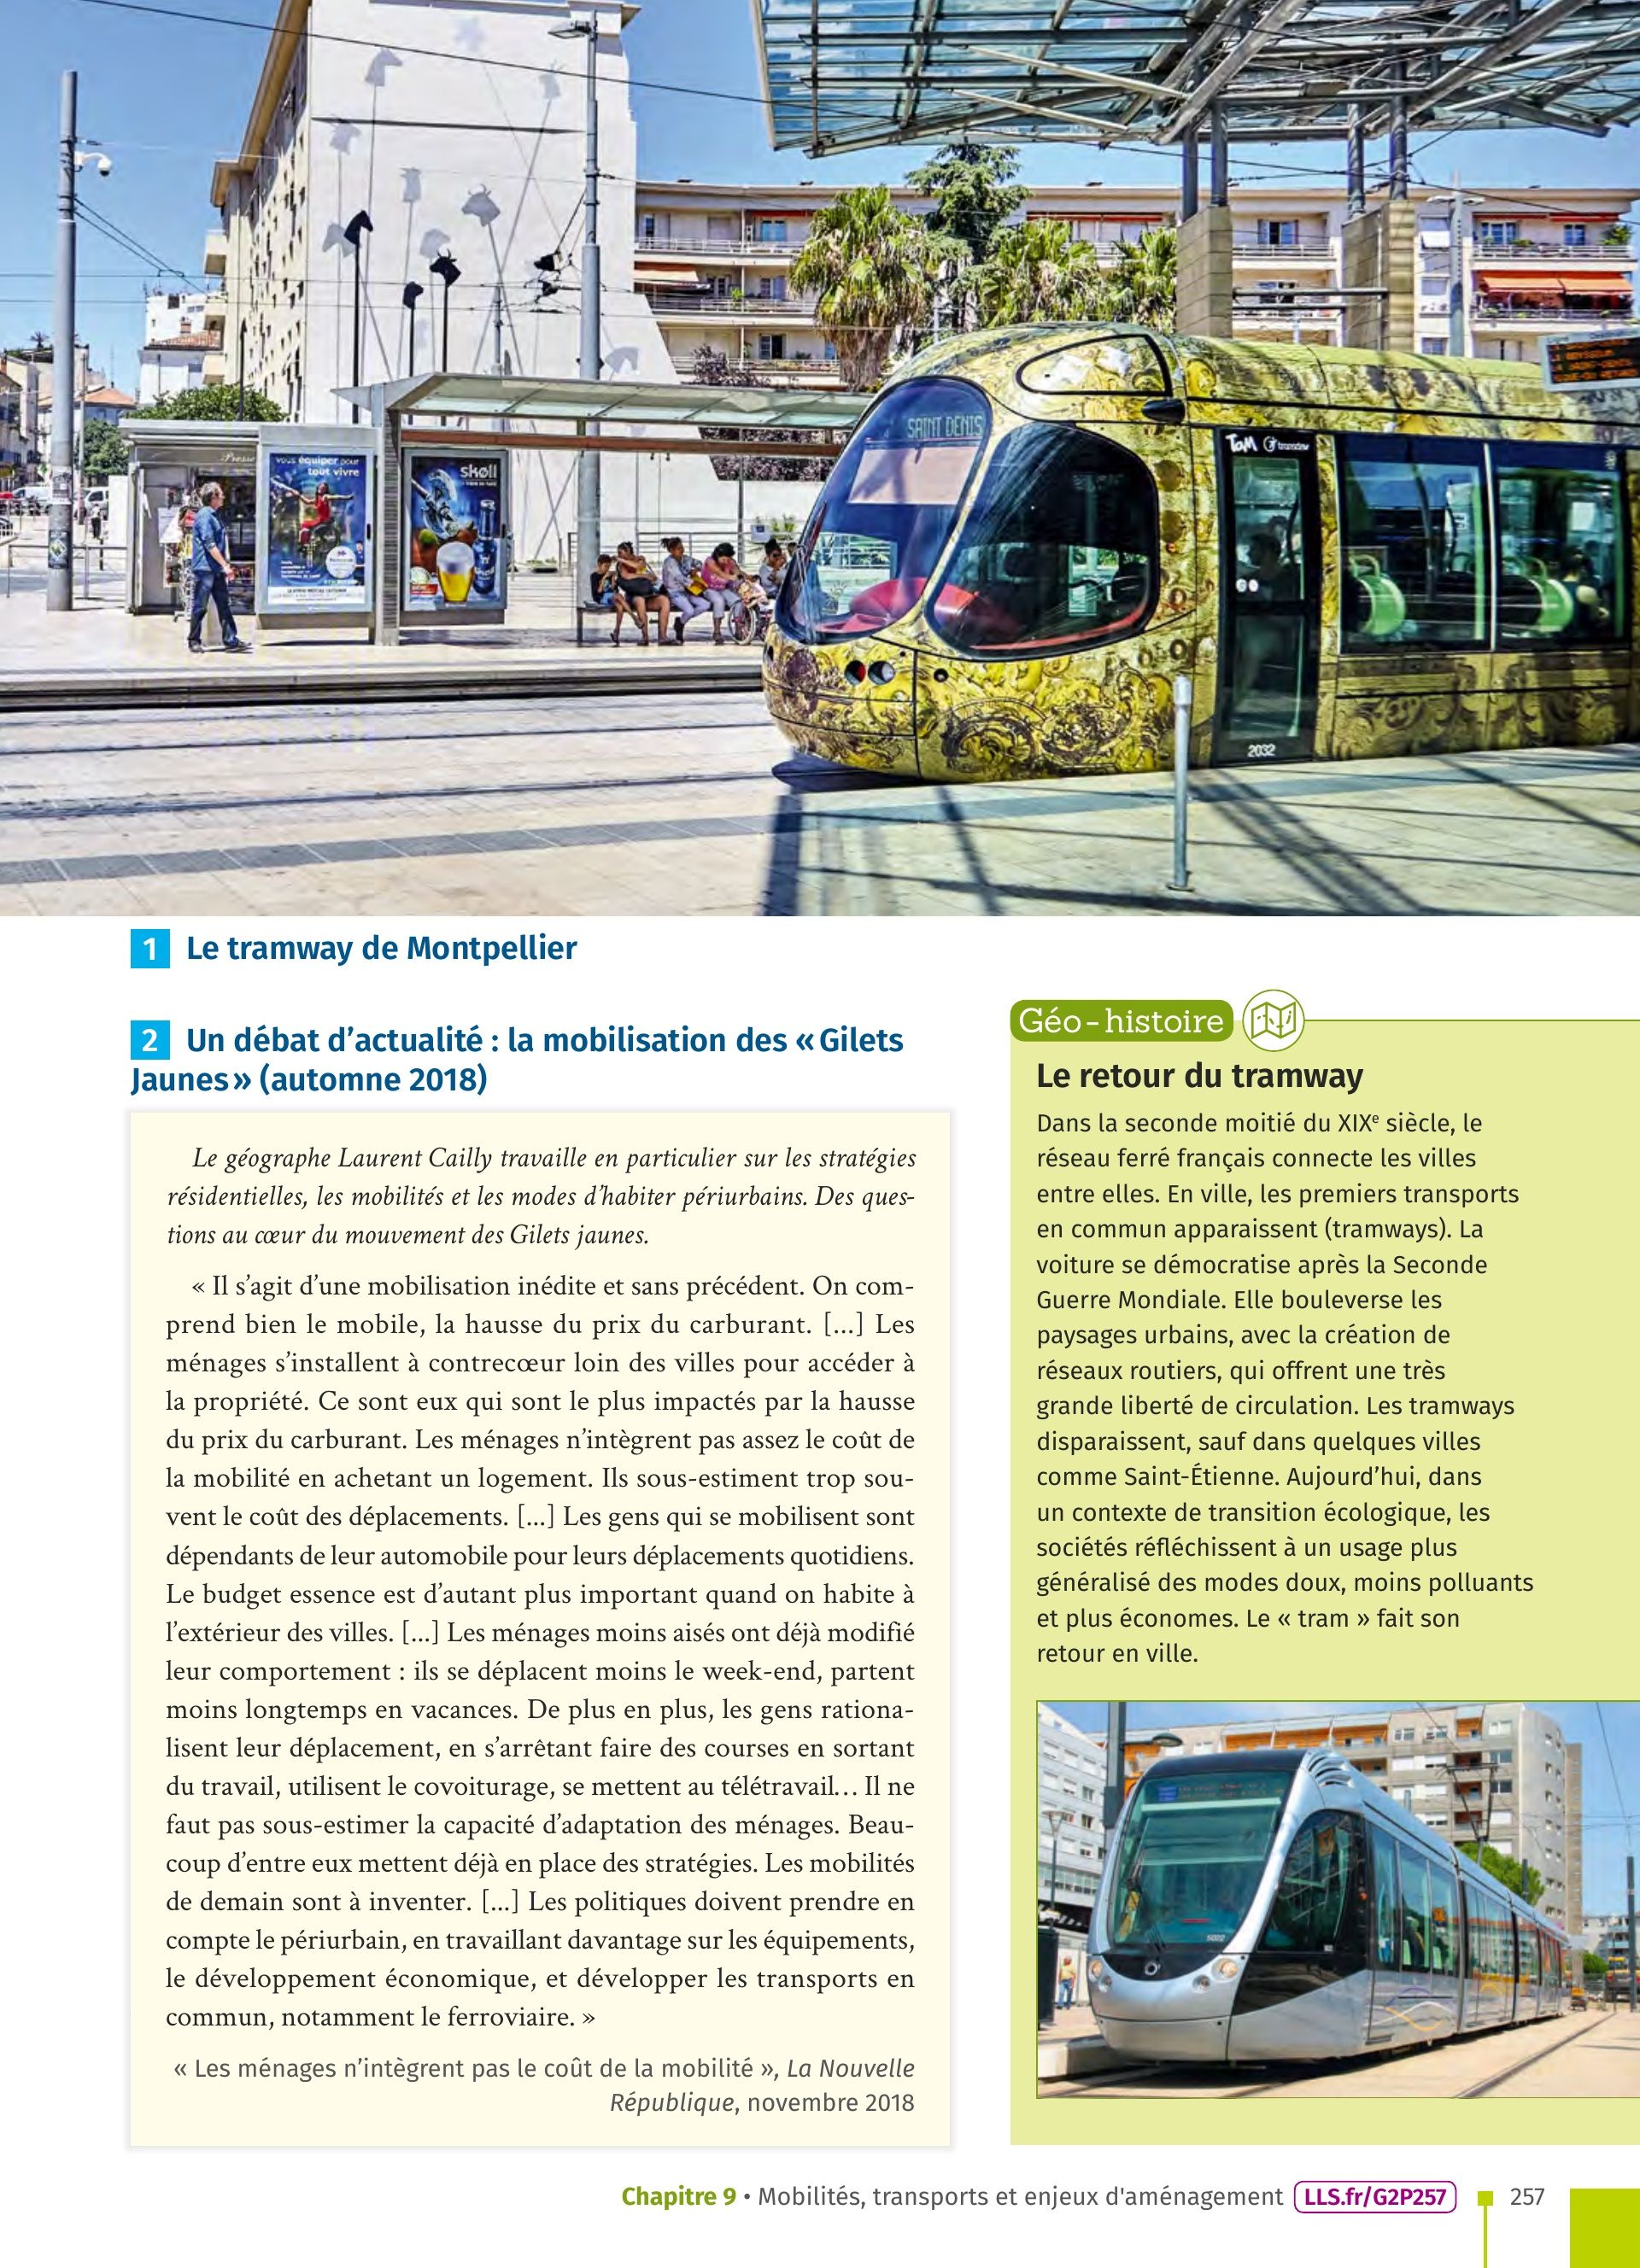 Presse
vous équiper pour
tout vivre
skøll
SAINT DENIS
TaM transdev
2032
1 Le tramway de Montpellier
2 Un débat d'actualité : la mobilisation des « Gilets
Jaunes » (automne 2018)
Le géographe Laurent Cailly travaille en particulier sur les stratégies
résidentielles, les mobilités et les modes d'habiter périurbains. Des ques-
tions au cœur du mouvement des Gilets jaunes.
« Il s'agit d'une mobilisation inédite et sans précédent. On com-
prend bien le mobile, la hausse du prix du carburant. [...] Les
ménages s'installent à contrecœur loin des villes pour accéder à
la propriété. Ce sont eux qui sont le plus impactés par la hausse
du prix du carburant. Les ménages n'intègrent pas assez le coût de
la mobilité en achetant un logement. Ils sous-estiment trop sou-
vent le coût des déplacements. [...] Les gens qui se mobilisent sont
dépendants de leur automobile pour leurs déplacements quotidiens.
Le budget essence est d'autant plus important quand on habite à
l'extérieur des villes. [...] Les ménages moins aisés ont déjà modifié
leur comportement : ils se déplacent moins le week-end, partent
moins longtemps en vacances. De plus en plus, les gens rationa-
lisent leur déplacement, en s'arrêtant faire des courses en sortant
du travail, utilisent le covoiturage, se mettent au télétravail… Il ne
faut pas sous-estimer la capacité d'adaptation des ménages. Beau-
coup d'entre eux mettent déjà en place des stratégies. Les mobilités
de demain sont à inventer. [...] Les politiques doivent prendre en
compte le périurbain, en travaillant davantage sur les équipements,
le développement économique, et développer les transports en
commun, notamment le ferroviaire. »
« Les ménages n'intègrent pas le coût de la mobilité », La Nouvelle
République, novembre 2018
Géo-histoire
Le retour du tramway
Dans la seconde moitié du XIXe siècle, le
réseau ferré français connecte les villes
entre elles. En ville, les premiers transports
en commun apparaissent (tramways). La
voiture se démocratise après la Seconde
Guerre Mondiale. Elle bouleverse les
paysages urbains, avec la création de
réseaux routiers, qui offrent une très
grande liberté de circulation. Les tramways
disparaissent, sauf dans quelques villes
comme Saint-Étienne. Aujourd'hui, dans
un contexte de transition écologique, les
sociétés réfléchissent à un usage plus
généralisé des modes doux, moins polluants
et plus économes. Le « tram » fait son
retour en ville.
5022
Chapitre 9 • Mobilités, transports et enjeux d'aménagement LLS.fr/G2P257 257